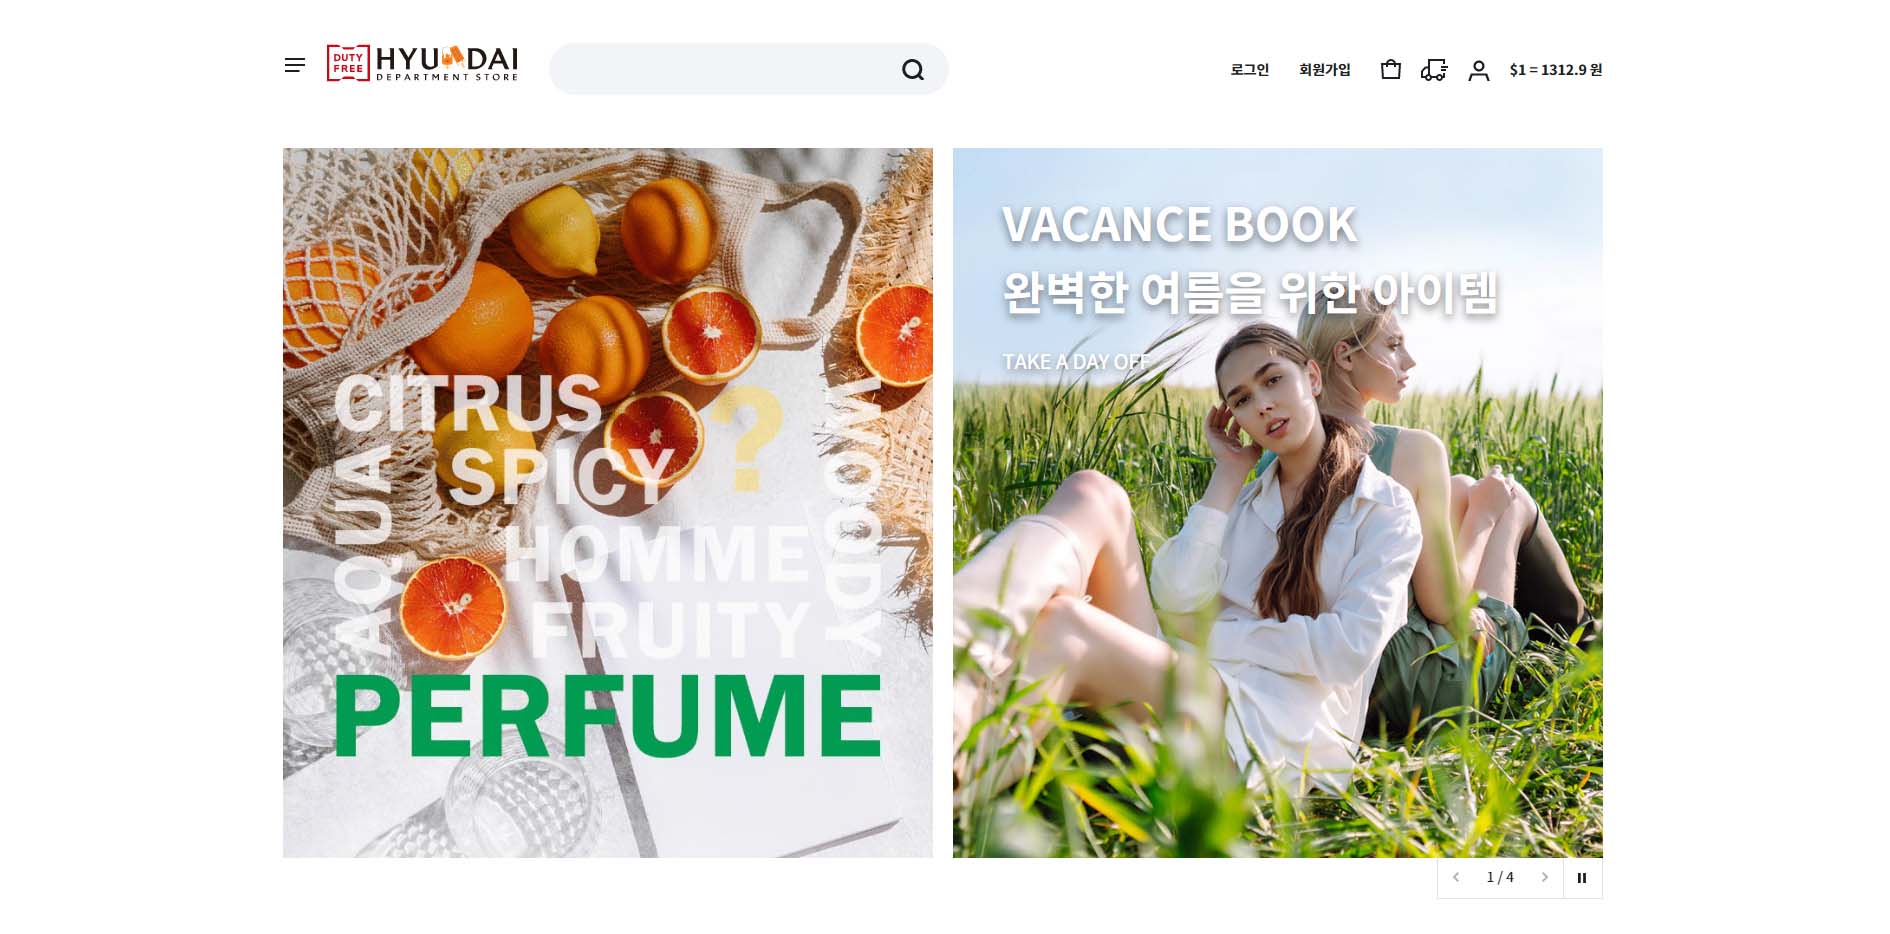 DUTY
FREE
HYUNDAI
DEPARTMENT STORE
로그인
회원가입
$1 = 1312.9 원
CITRUS
?
SPICY
AQUA
WOODY
HOMME
FRUITY
PERFUME
VACANCE BOOK
완벽한 여름을 위한 아이템
TAKE A DAY OFF
1 / 4